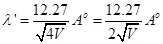 λ' = 12.27/√4V A° = 12.27/2√V A°